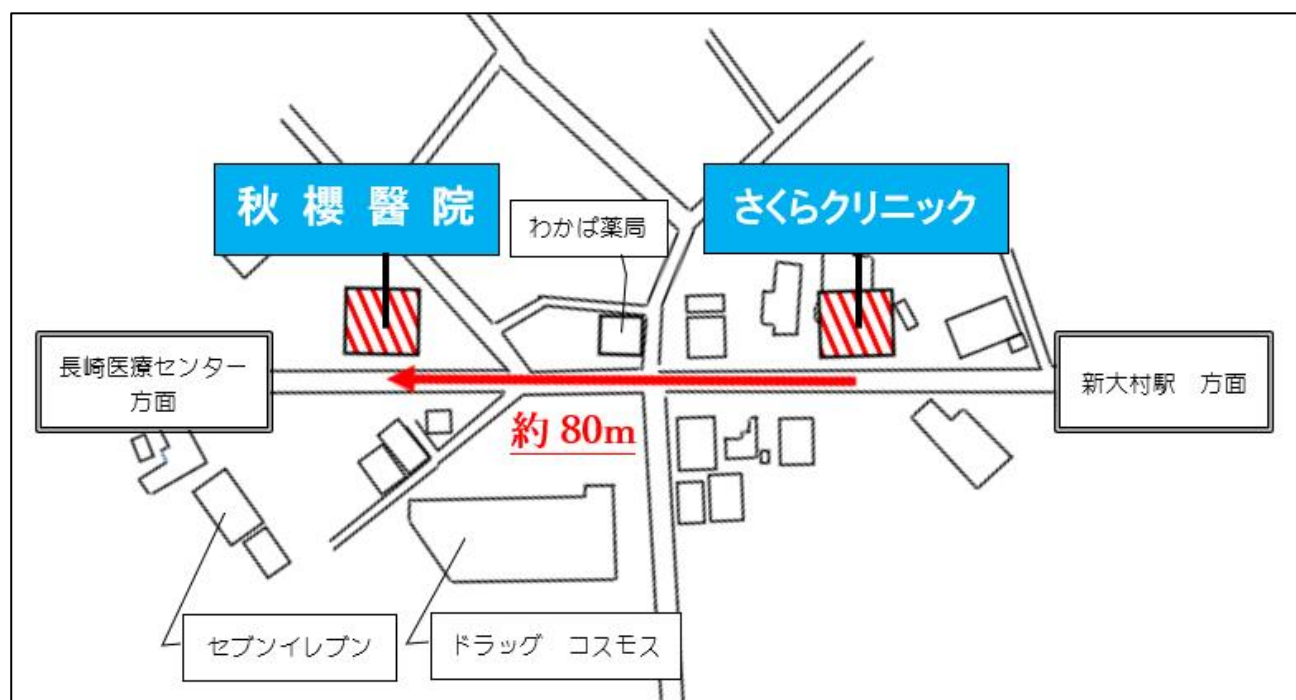 秋櫻醫院
さくらクリニック
わかば薬局
長崎医療センター
方面
新大村駅　方面
約 80m
セブンイレブン
ドラッグ　コスモス